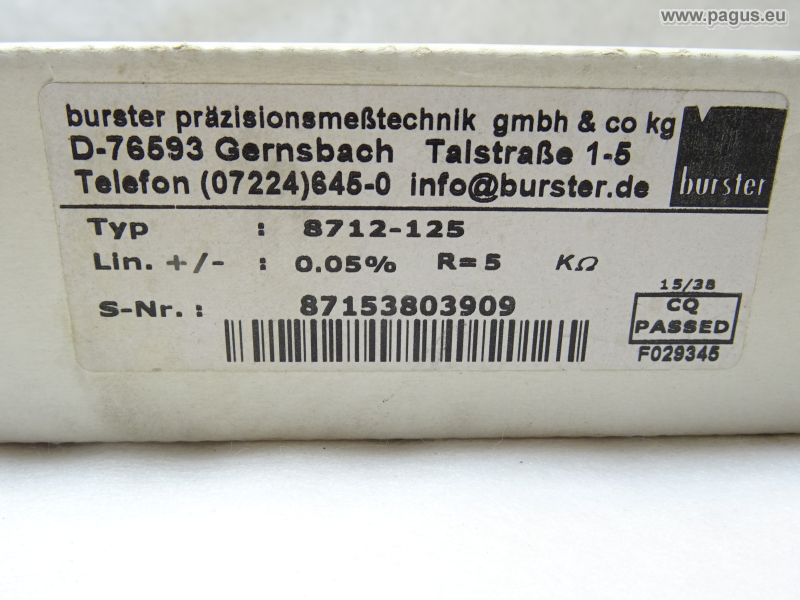 www.pagus.eu
burster präzisionsmeßtechnik gmbh & co kg
D-76593 Gernsbach Talstraße 1-5
Telefon (07224)645-0 info@burster.de
burster
Typ : 8712-125
Lin. +/- : 0.05% R=5 KΩ
S-Nr. : 87153803909
15/38
CQ
PASSED
F029345